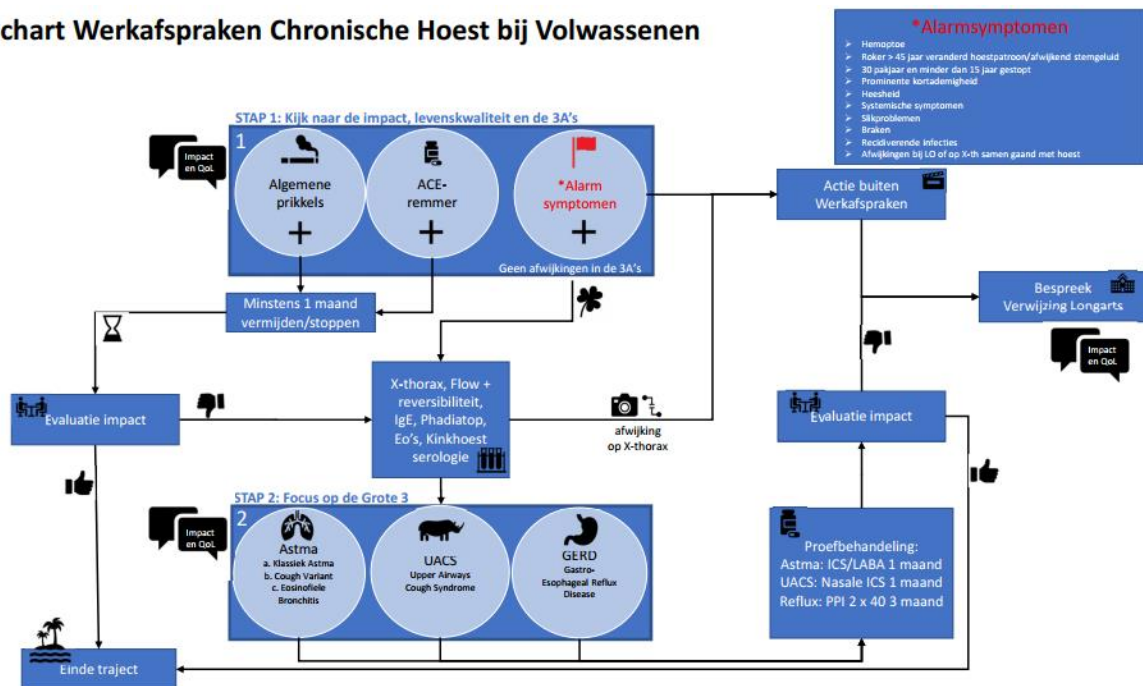 chart Werkafspraken Chronische Hoest bij Volwassenen
*Alarmsymptomen
Hemoptoe
Roker > 45 jaar veranderd hoestpatroon/afwijkend stemgeluid
30 pakjaar en minder dan 15 jaar gestopt
Prominente kortademigheid
Heesheid
Systemische symptomen
Slikproblemen
Braken
Recidiverende infecties
Afwijkingen bij LO of op X-th samen gaand met hoest
STAP 1: Kijk naar de impact, levenskwaliteit en de 3A's
Impact
en QoL
1
Algemene
prikkels
ACE-
remmer
*Alarm
symptomen
Geen afwijkingen in de 3A's
Actie buiten
Werkafspraken
Minstens 1 maand
vermijden/stoppen
Bespreek
Verwijzing Longarts
Impact
en QoL
Evaluatie impact
X-thorax, Flow +
reversibiliteit,
IgE, Phadiatop,
Eo's, Kinkhoest
serologie
afwijking
op X-thorax
Evaluatie impact
STAP 2: Focus op de Grote 3
Impact
en QoL
2
Astma
a. Klassiek Astma
b. Cough Variant
c. Eosinofiele
Bronchitis
UACS
Upper Airways
Cough Syndrome
GERD
Gastro-
Esophageal Reflux
Disease
Proefbehandeling:
Astma: ICS/LABA 1 maand
UACS: Nasale ICS 1 maand
Reflux: PPI 2 x 40 3 maand
Einde traject